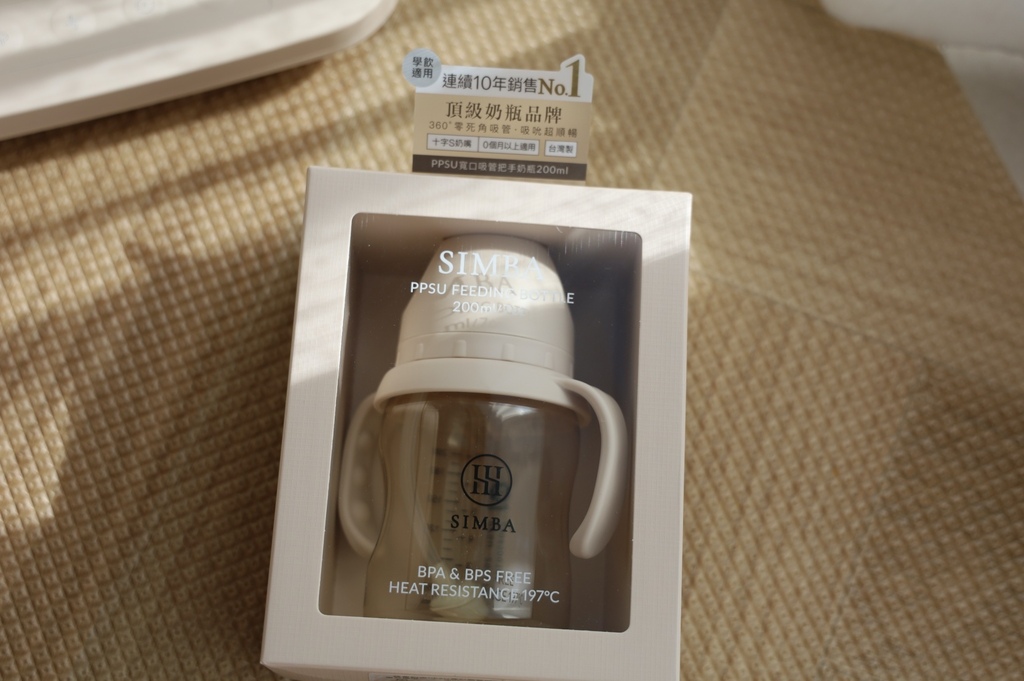 學飲
適用
連續10年銷售No.1
頂級奶瓶品牌
360°零死角吸管·吸吮超順暢
十字S奶嘴 0個月以上適用 台灣製
PPSU寬口吸管把手奶瓶200ml
SIMBA
PPSU FEEDING BOTTLE
200ml
SIMBA
BPA & BPS FREE
HEAT RESISTANCE 197°C